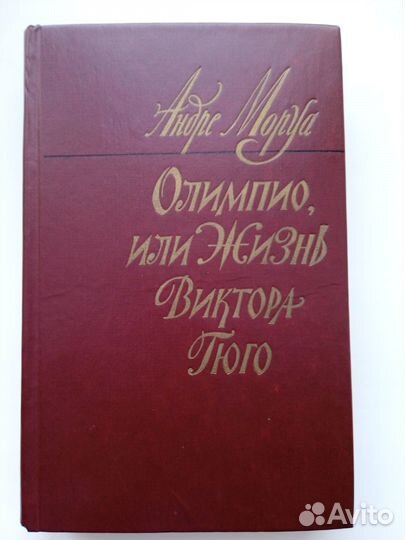 Андре Моруа
Олимпио,
или Жизнь
Виктора
Гюго
Avito